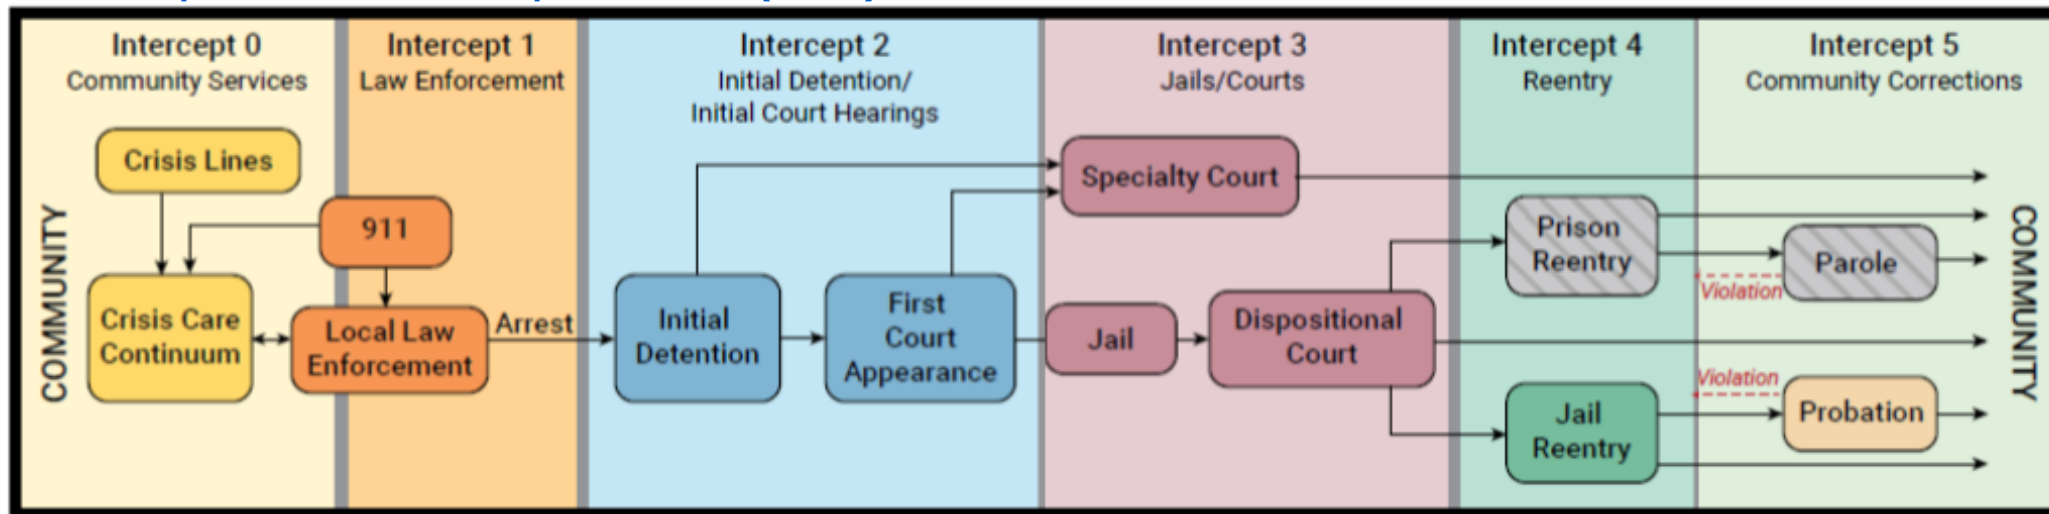 Intercept 0
Community Services
Intercept 1
Law Enforcement
Intercept 2
Initial Detention/
Initial Court Hearings
Intercept 3
Jails/Courts
Intercept 4
Reentry
Intercept 5
Community Corrections
COMMUNITY
Crisis Lines
911
Crisis Care
Continuum
Local Law
Enforcement
Arrest
Initial
Detention
First
Court
Appearance
Specialty Court
Jail
Dispositional
Court
Prison
Reentry
Parole
Violation
Violation
Jail
Reentry
Probation
COMMUNITY